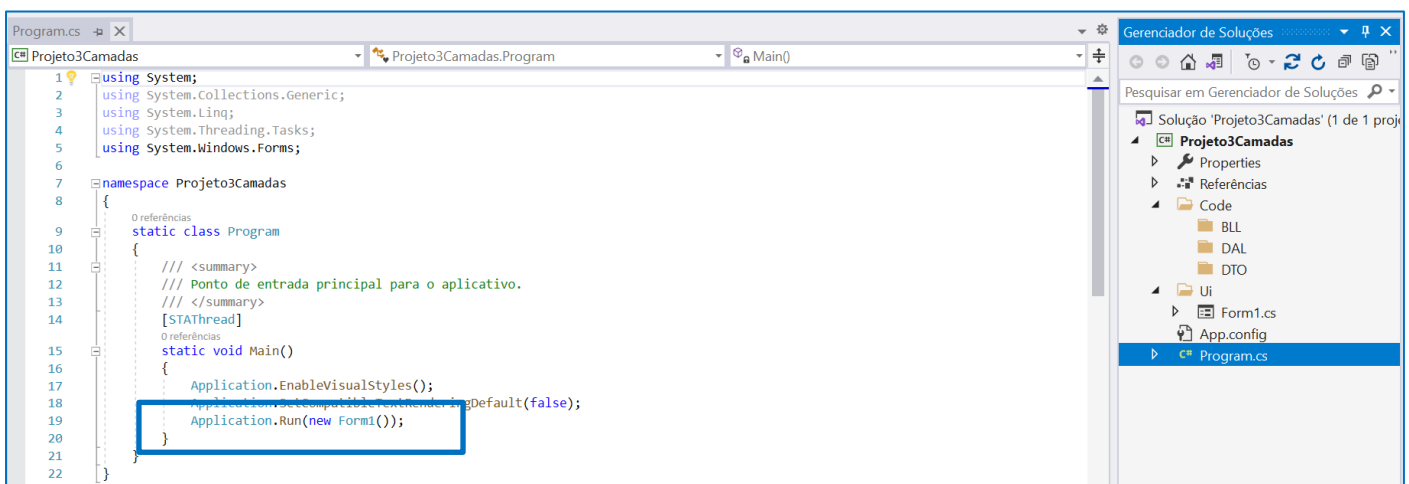 Program.cs
Projeto3Camadas
Projeto3Camadas.Program
Main()
1 using System;
2 using System.Collections.Generic;
3 using System.Linq;
4 using System.Threading.Tasks;
5 using System.Windows.Forms;
6
7 namespace Projeto3Camadas
8 {
0 referências
9 static class Program
10 {
11 /// <summary>
12 /// Ponto de entrada principal para o aplicativo.
13 /// </summary>
14 [STAThread]
0 referências
15 static void Main()
16 {
17 Application.EnableVisualStyles();
18 Application.SetCompatibleTextRenderingDefault(false);
19 Application.Run(new Form1());
20 }
21 }
22 }
Gerenciador de Soluções
Pesquisar em Gerenciador de Soluções
Solução 'Projeto3Camadas' (1 de 1 proje
C# Projeto3Camadas
Properties
Referências
Code
BLL
DAL
DTO
Ui
Form1.cs
App.config
C# Program.cs